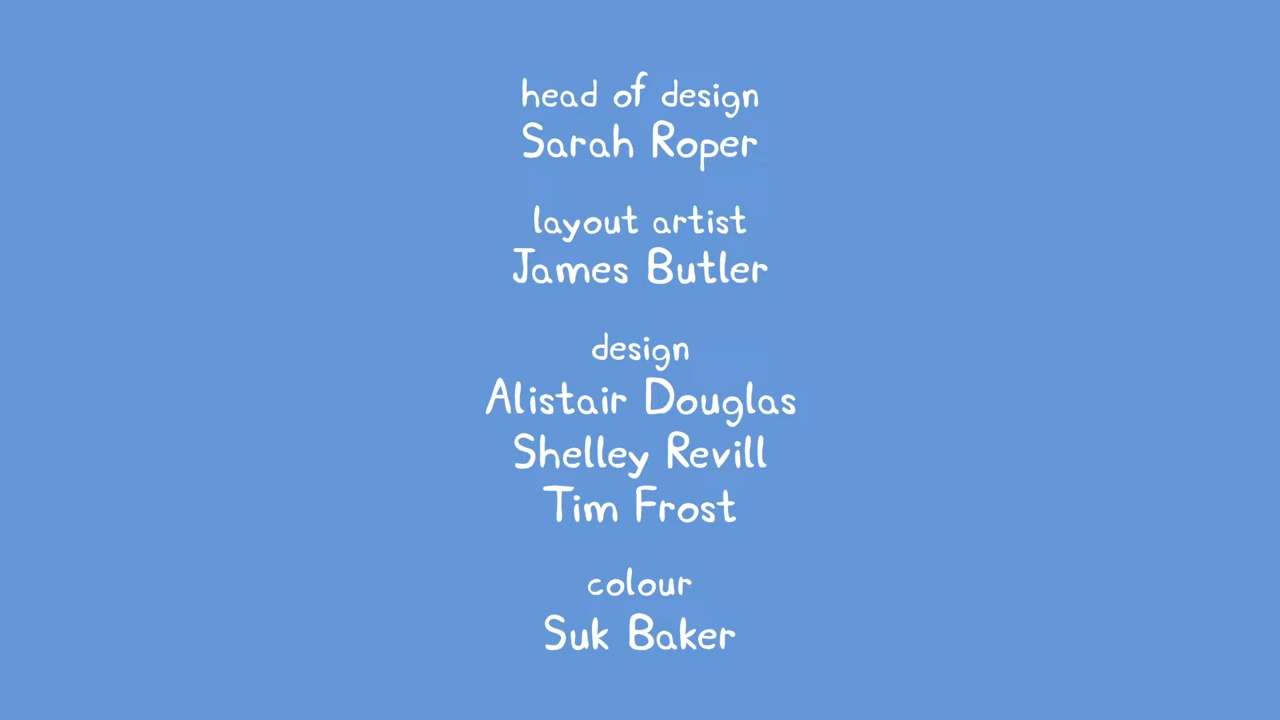 head of design
Sarah Roper
layout artist
James Butler
design
Alistair Douglas
Shelley Revill
Tim Frost
colour
Suk Baker